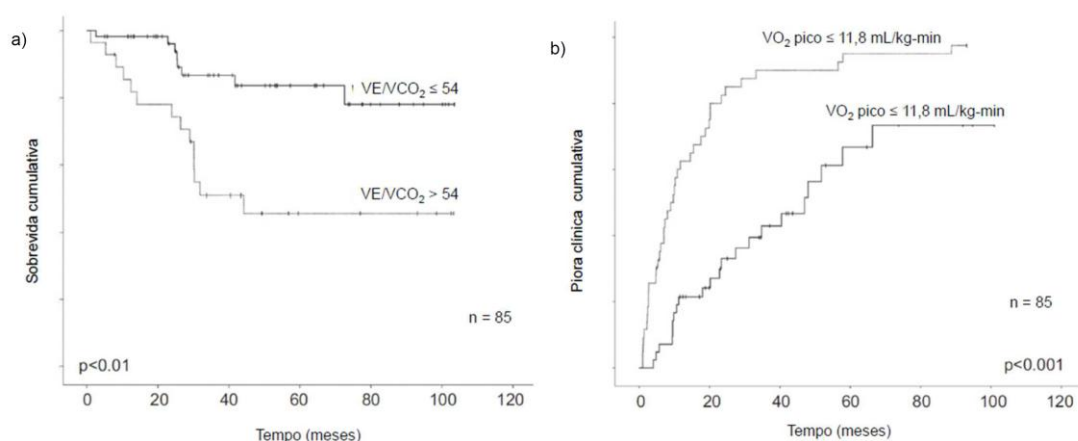 a)
Sobrevida cumulativa
VE/VCO₂ ≤ 54
VE/VCO₂ > 54
n = 85
p<0.01
0 20 40 60 80 100 120
Tempo (meses)
b)
Piora clínica cumulativa
VO₂ pico ≤ 11,8 mL/kg-min
VO₂ pico ≤ 11,8 mL/kg-min
n = 85
p<0.001
0 20 40 60 80 100 120
Tempo (meses)